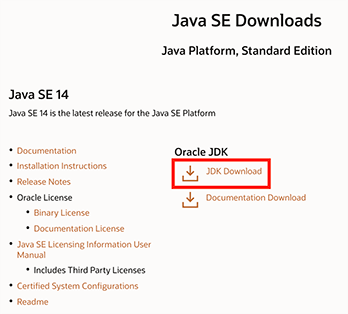 Java SE Downloads
Java Platform, Standard Edition
Java SE 14
Java SE 14 is the latest release for the Java SE Platform
Documentation
Installation Instructions
Release Notes
Oracle License
Binary License
Documentation License
Java SE Licensing Information User
Manual
Includes Third Party Licenses
Certified System Configurations
Readme
Oracle JDK
JDK Download
Documentation Download